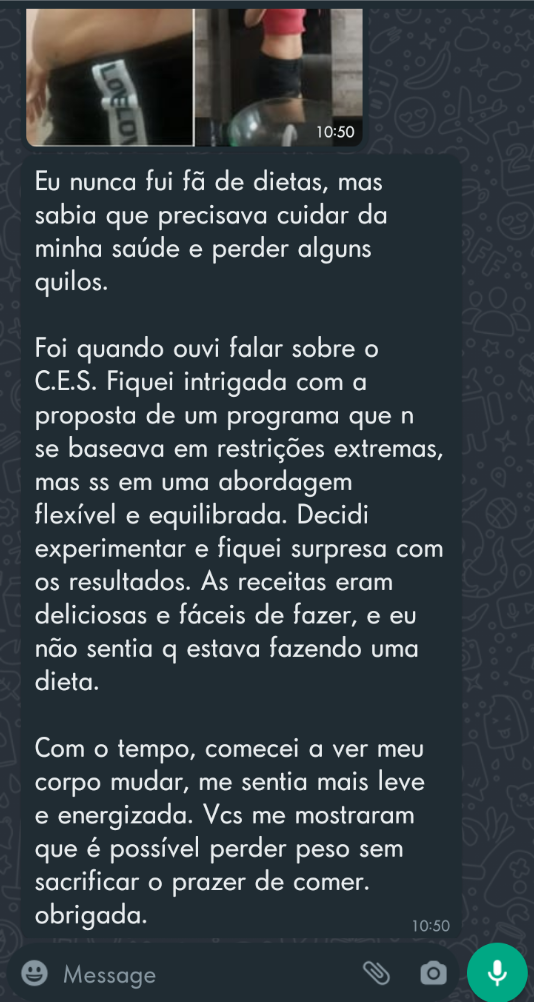 LOVE
LOV
10:50
Eu nunca fui fã de dietas, mas
sabia que precisava cuidar da
minha saúde e perder alguns
quilos.
Foi quando ouvi falar sobre o
C.E.S. Fiquei intrigada com a
proposta de um programa que n
se baseava em restrições extremas,
mas ss em uma abordagem
flexível e equilibrada. Decidi
experimentar e fiquei surpresa com
os resultados. As receitas eram
deliciosas e fáceis de fazer, e eu
não sentia q estava fazendo uma
dieta.
Com o tempo, comecei a ver meu
corpo mudar, me sentia mais leve
e energizada. Vcs me mostraram
que é possível perder peso sem
sacrificar o prazer de comer.
obrigada.
10:50
Message